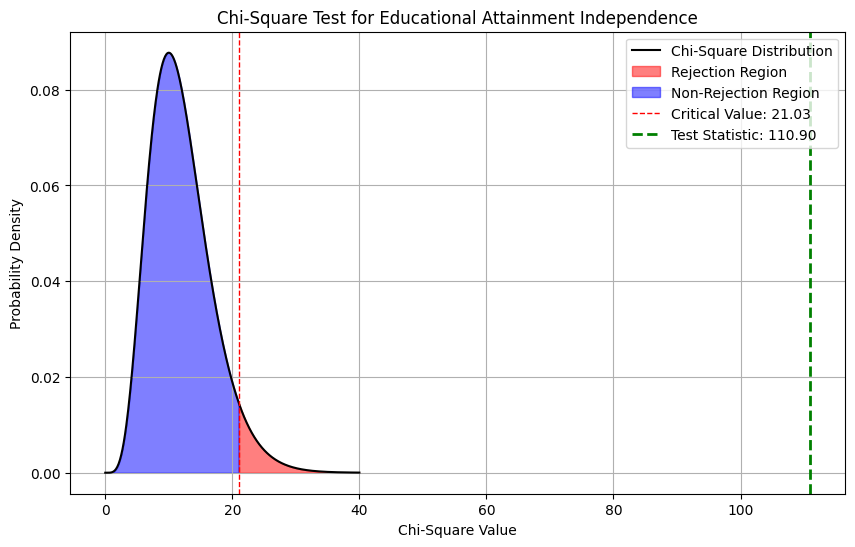 Chi-Square Test for Educational Attainment Independence
Chi-Square Distribution
Rejection Region
Non-Rejection Region
Critical Value: 21.03
Test Statistic: 110.90
Probability Density
0.08
0.06
0.04
0.02
0.00
0 20 40 60 80 100
Chi-Square Value